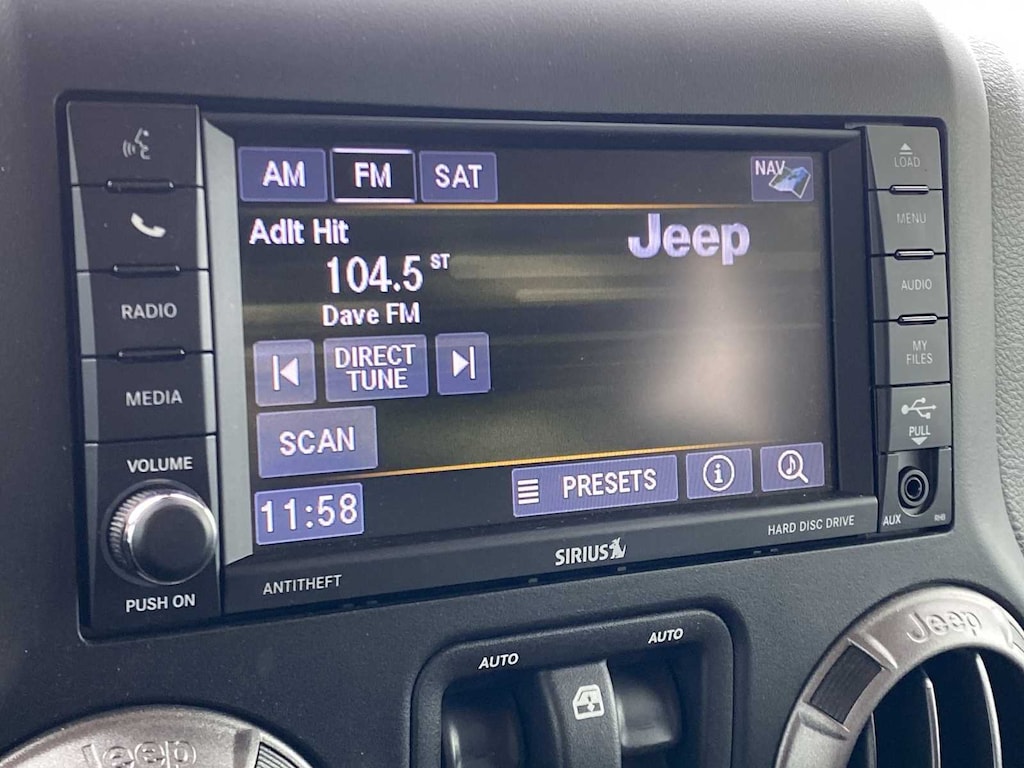 AM FM SAT NAV
Adlt Hit
104.5 ST
Dave FM
Jeep
DIRECT
TUNE
SCAN
11:58 PRESETS
RADIO
MEDIA
VOLUME
PUSH ON
LOAD
MENU
AUDIO
MY
FILES
PULL
AUX RHB
ANTITHEFT
SIRIUS
HARD DISC DRIVE
AUTO AUTO
Jeep
Jeep